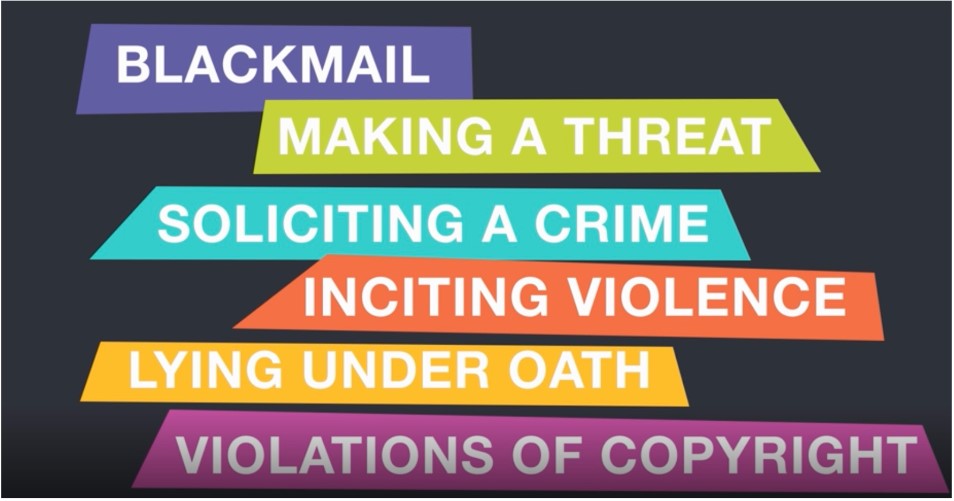 BLACKMAIL
MAKING A THREAT
SOLICITING A CRIME
INCITING VIOLENCE
LYING UNDER OATH
VIOLATIONS OF COPYRIGHT